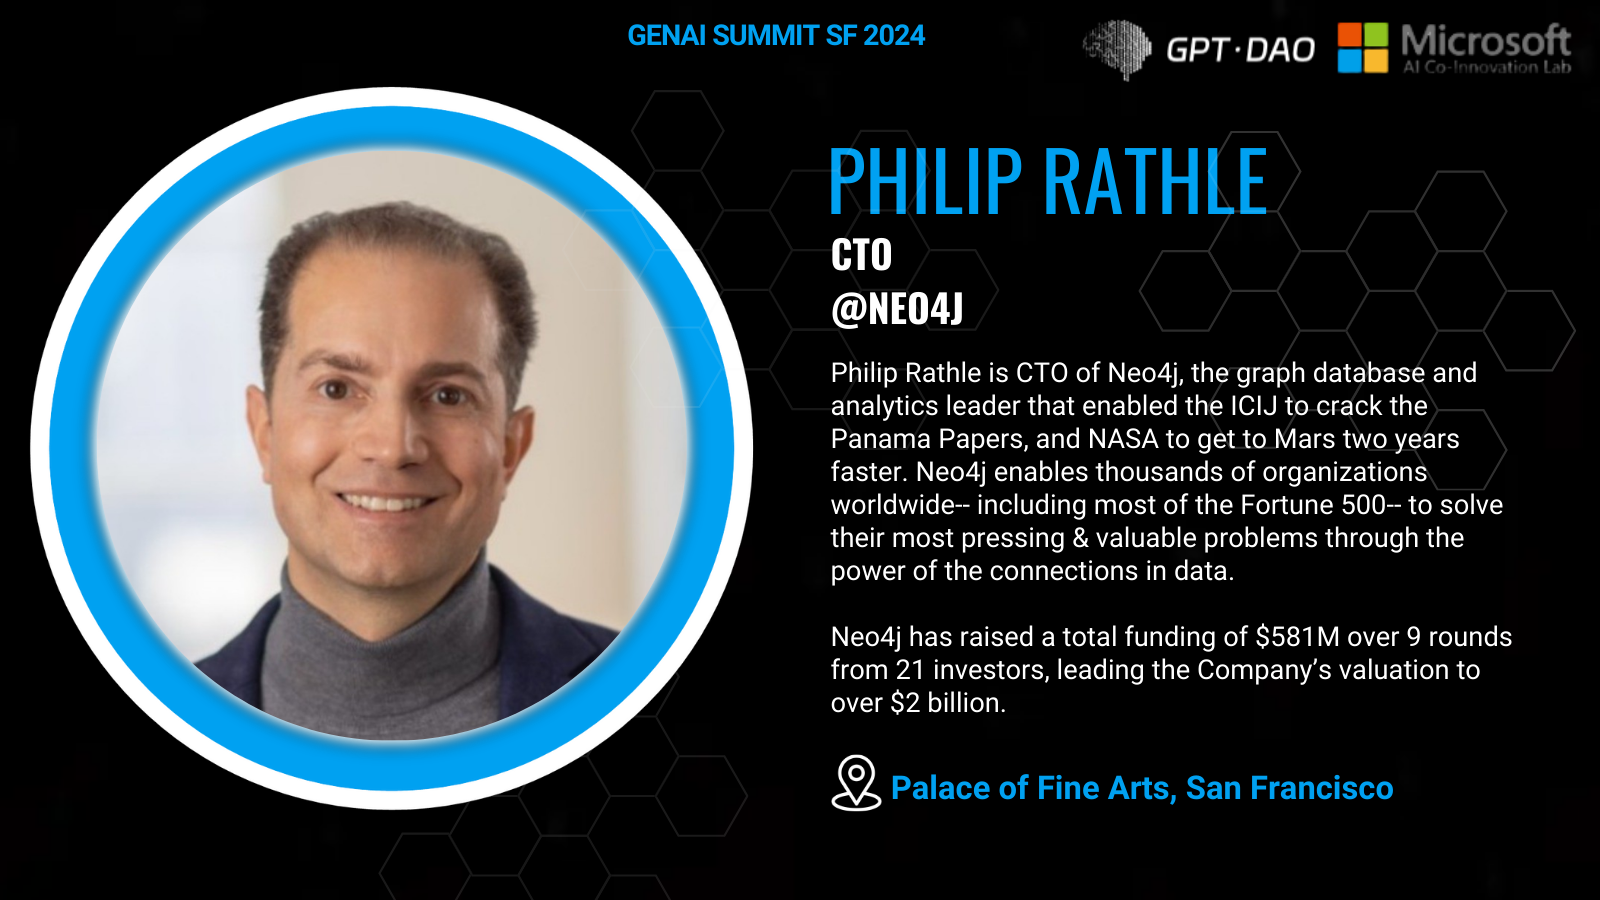 GENAI SUMMIT SF 2024
GPT·DAO
Microsoft
AI Co-Innovation Lab
PHILIP RATHLE
CTO
@NEO4J
Philip Rathle is CTO of Neo4j, the graph database and
analytics leader that enabled the ICIJ to crack the
Panama Papers, and NASA to get to Mars two years
faster. Neo4j enables thousands of organizations
worldwide-- including most of the Fortune 500-- to solve
their most pressing & valuable problems through the
power of the connections in data.
Neo4j has raised a total funding of $581M over 9 rounds
from 21 investors, leading the Company’s valuation to
over $2 billion.
Palace of Fine Arts, San Francisco